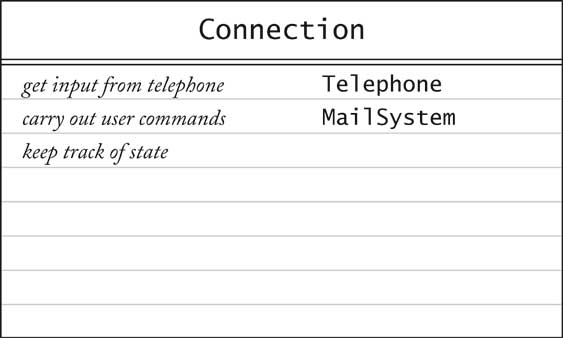 Connection
get input from telephone Telephone
carry out user commands MailSystem
keep track of state